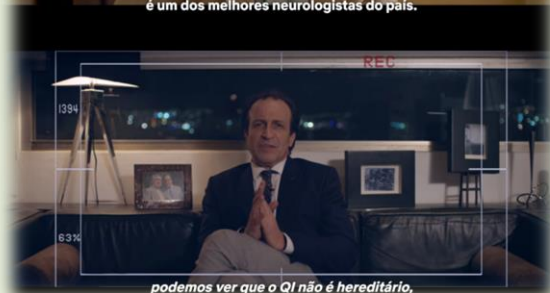 é um dos melhores neurologistas do país.
REC
1394
63%
podemos ver que o QI não é hereditário,